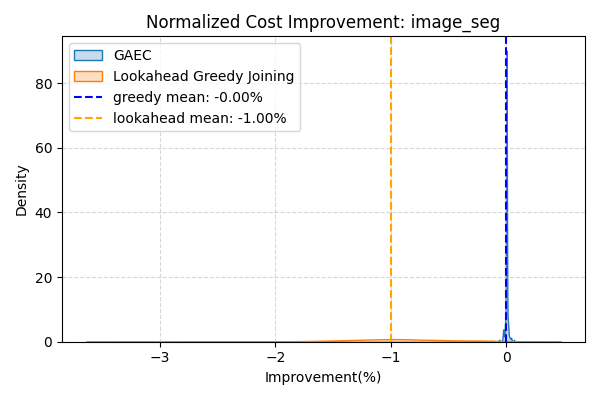 Normalized Cost Improvement: image_seg
GAEC
Lookahead Greedy Joining
greedy mean: -0.00%
lookahead mean: -1.00%
Density
80
60
40
20
0
−3
−2
−1
0
Improvement(%)